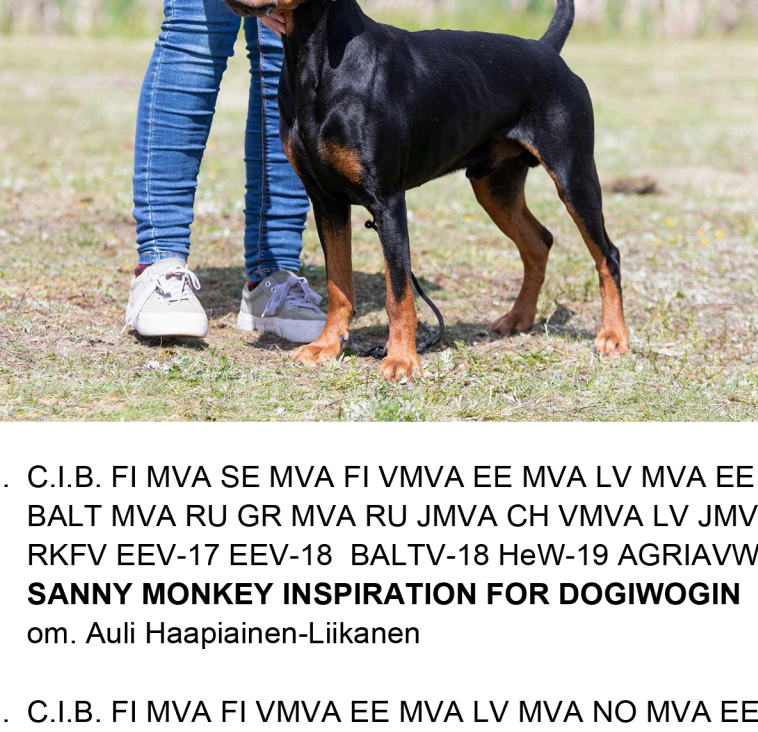 . C.I.B. FI MVA SE MVA FI VMVA EE MVA LV MVA EE
BALT MVA RU GR MVA RU JMVA CH VMVA LV JMV
RKFV EEV-17 EEV-18 BALTV-18 HeW-19 AGRIAVW
SANNY MONKEY INSPIRATION FOR DOGIWOGIN
om. Auli Haapiainen-Liikanen
. C.I.B. FI MVA FI VMVA EE MVA LV MVA NO MVA EE